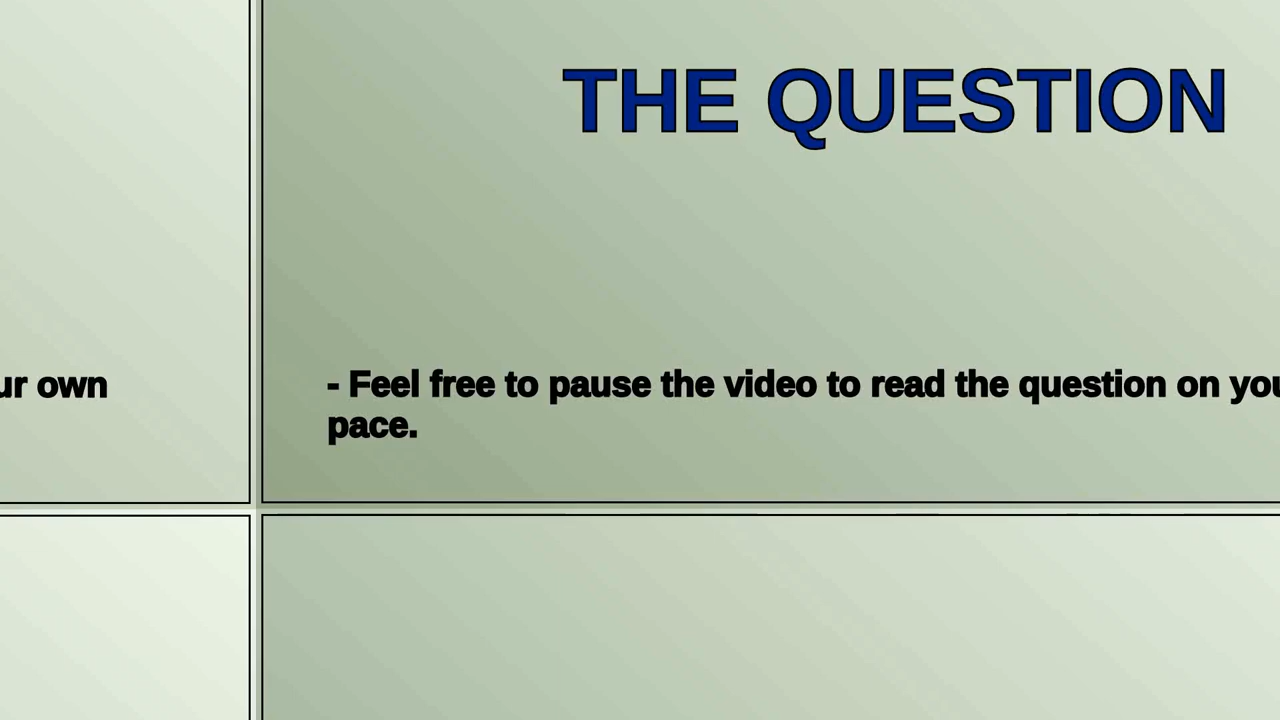 THE QUESTION
ur own
- Feel free to pause the video to read the question on you
pace.